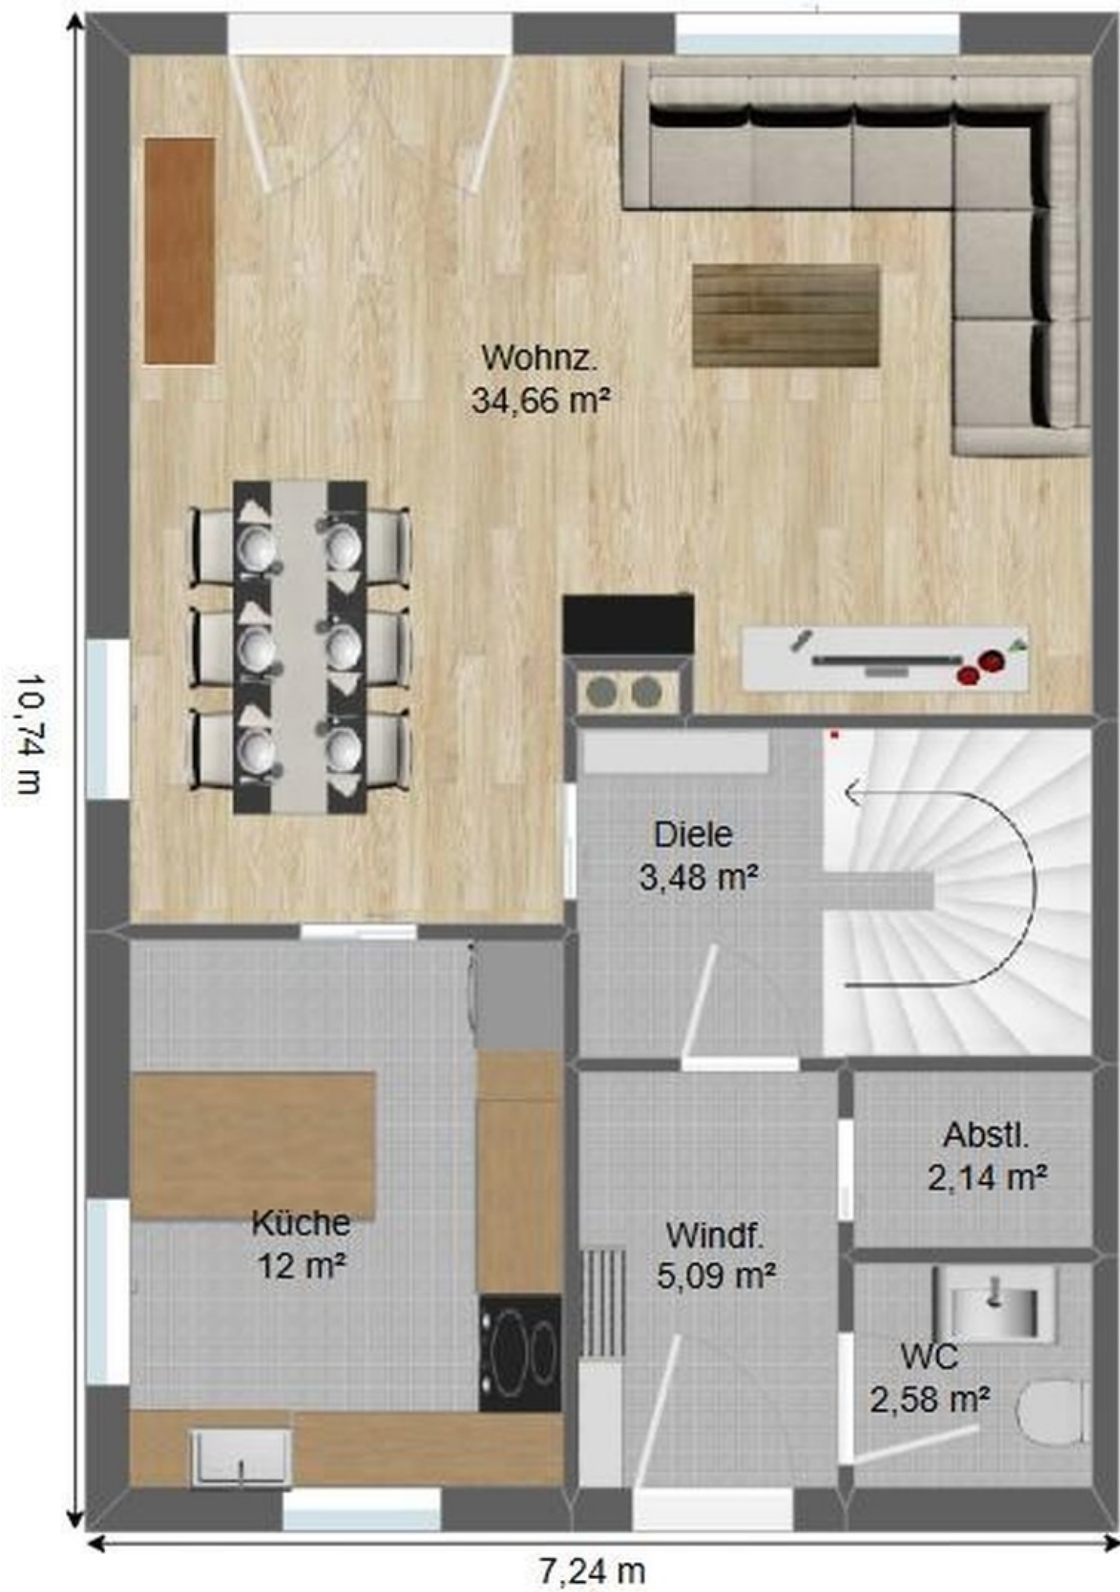 Wohnz.
34,66 m²
10,74 m
Diele
3,48 m²
Abstl.
2,14 m²
Küche
12 m²
Windf.
5,09 m²
WC
2,58 m²
7,24 m